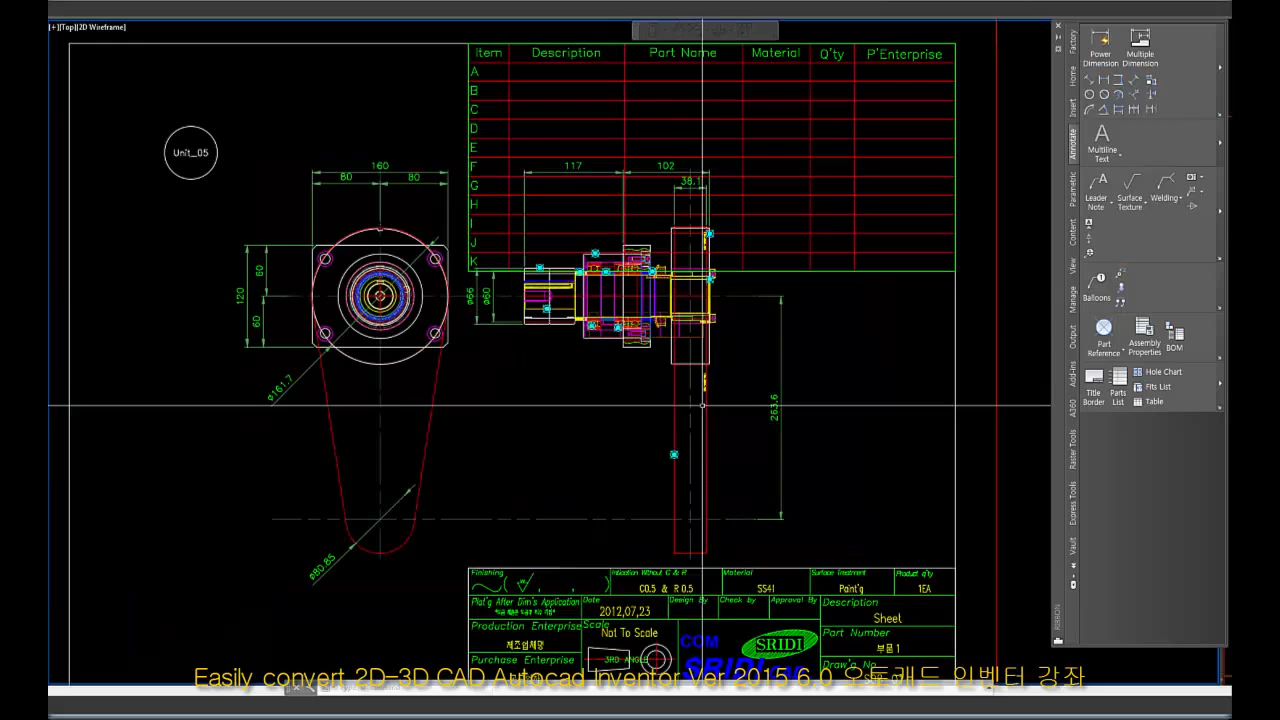 [+][Top][2D Wireframe]
Item Description Part Name Material Q'ty P'Enterprise
A
B
C
D
E
F
G
H
I
J
K
Unit_05
160
80 80
120
60
60
ø161.7
ø80.85
117 102
38.1
ø66
ø60
263.6
Finishing
Indication Without C & R
C0.5 & R 0.5
Material
SS41
Surface Treatment
Paint'g
Product q'ty
1EA
Plat'g After Dim's Application
Date
2012,07,23
Design By
Check by
Approval By
Description
Sheet
Production Enterprise
제조업체명
Scale
Not To Scale
Part Number
부품1
Purchase Enterprise
3RD ANGLE
COM
SRIDI
SRIDI
Draw'g No
Easily convert 2D-3D CAD Autocad Inventor Ver 2015 6.0 오토캐드 인벤터 강좌
Factory
Home
Insert
Annotate
Parametric
Content
View
Manage
Output
Add-ins
A360
Raster Tools
Express Tools
Vault
RIBBON
Power Dimension
Multiple Dimension
Multiline Text
Leader Note
Surface Texture
Welding
Balloons
Part Reference
Assembly Properties
BOM
Title Border
Parts List
Hole Chart
Fits List
Table